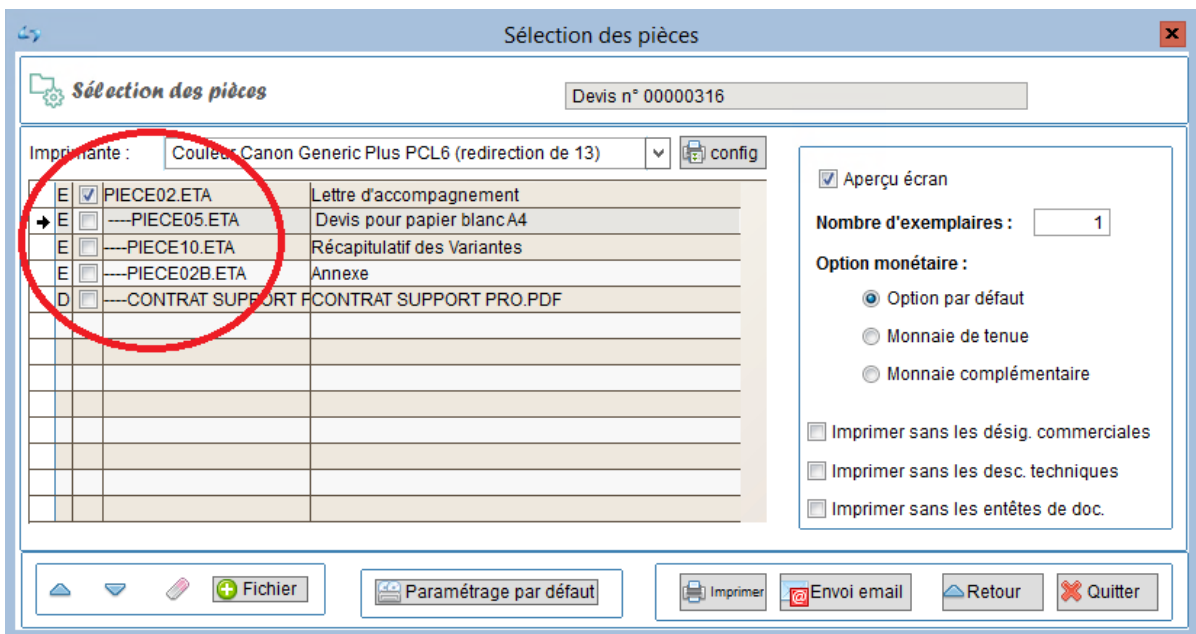 Sélection des pièces
Sélection des pièces
Devis n° 00000316
Imprimante : Couleur Canon Generic Plus PCL6 (redirection de 13) config
E PIECE02.ETA Lettre d'accompagnement
E ----PIECE05.ETA Devis pour papier blanc A4
E ----PIECE10.ETA Récapitulatif des Variantes
E ----PIECE02B.ETA Annexe
D ----CONTRAT SUPPORT F CONTRAT SUPPORT PRO.PDF
Aperçu écran
Nombre d'exemplaires : 1
Option monétaire :
Option par défaut
Monnaie de tenue
Monnaie complémentaire
Imprimer sans les désig. commerciales
Imprimer sans les desc. techniques
Imprimer sans les entêtes de doc.
Fichier Paramétrage par défaut Imprimer @ Envoi email Retour Quitter